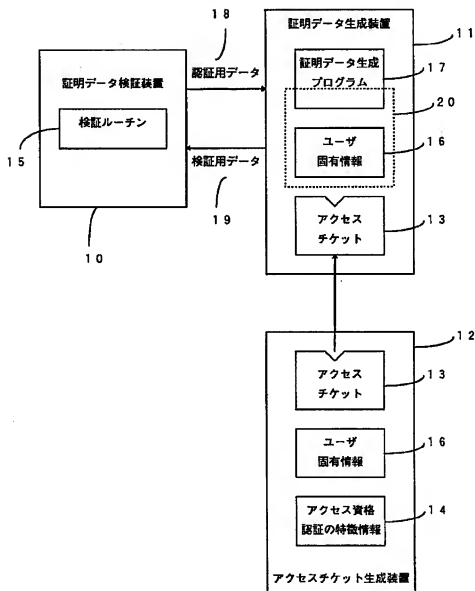 18
証明データ生成装置
11
証明データ検証装置
認証用データ
証明データ生成
プログラム
17
20
検証ルーチン
15
検証用データ
ユーザ
固有情報
16
19
アクセス
チケット
13
10
12
アクセス
チケット
13
ユーザ
固有情報
16
アクセス資格
認証の特徴情報
14
アクセスチケット生成装置